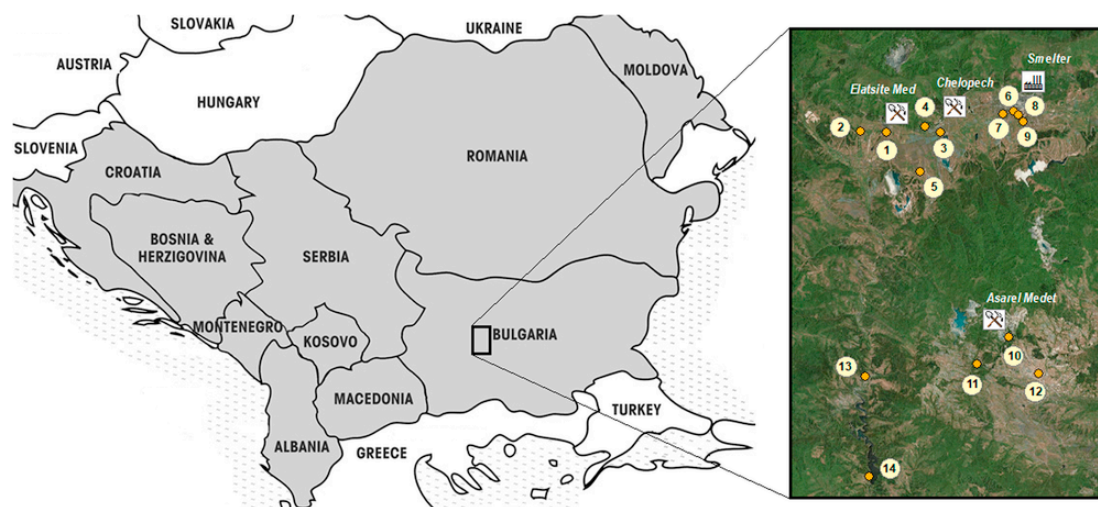 SLOVAKIA
UKRAINE
AUSTRIA
MOLDOVA
HUNGARY
SLOVENIA
ROMANIA
CROATIA
BOSNIA &
HERZIGOVINA
SERBIA
MONTENEGRO
KOSOVO
BULGARIA
MACEDONIA
ALBANIA
GREECE
TURKEY
Smelter
Chelopech
Elatsite Med
6
8
4
2
7
9
1
3
5
Asarel Medet
10
13
11
12
14